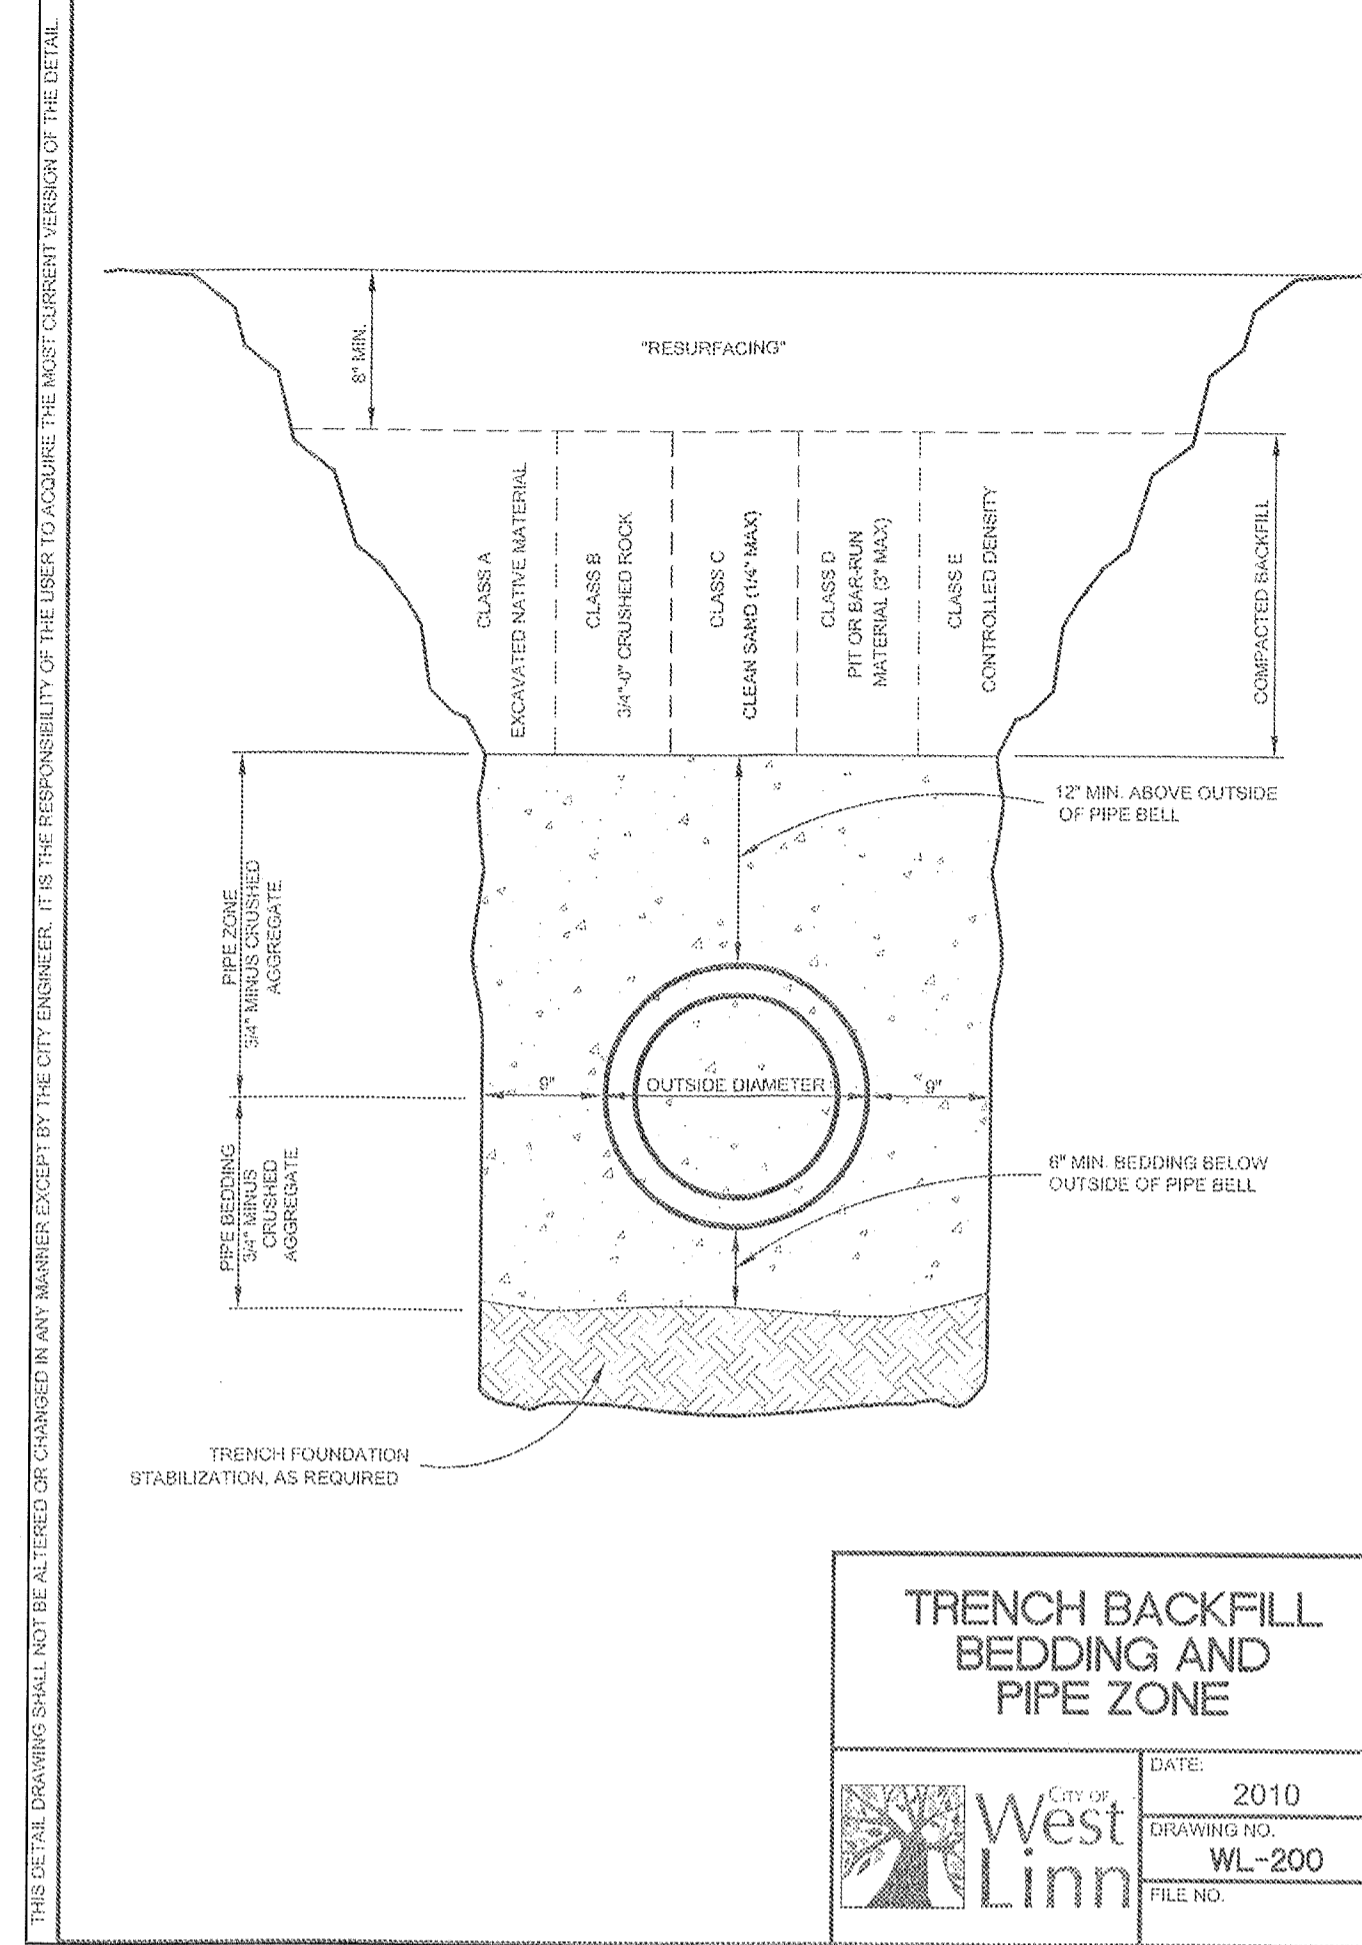 THIS DETAIL DRAWING SHALL NOT BE ALTERED OR CHANGED IN ANY MANNER EXCEPT BY THE CITY ENGINEER. IT IS THE RESPONSIBILITY OF THE USER TO ACQUIRE THE MOST CURRENT VERSION OF THE DETAIL.
8" MIN.
"RESURFACING"
CLASS A
EXCAVATED NATIVE MATERIAL
CLASS B
3/4"-0" CRUSHED ROCK
CLASS C
CLEAN SAND (1/4" MAX)
CLASS D
PIT OR BAR-RUN
MATERIAL (3" MAX)
CLASS E
CONTROLLED DENSITY
COMPACTED BACKFILL
12" MIN. ABOVE OUTSIDE
OF PIPE BELL
PIPE ZONE
3/4" MINUS CRUSHED
AGGREGATE
9"
OUTSIDE DIAMETER
9"
PIPE BEDDING
3/4" MINUS
CRUSHED
AGGREGATE
6" MIN. BEDDING BELOW
OUTSIDE OF PIPE BELL
TRENCH FOUNDATION
STABILIZATION, AS REQUIRED
TRENCH BACKFILL
BEDDING AND
PIPE ZONE
CITY OF
West
Linn
DATE:
2010
DRAWING NO.
WL-200
FILE NO.